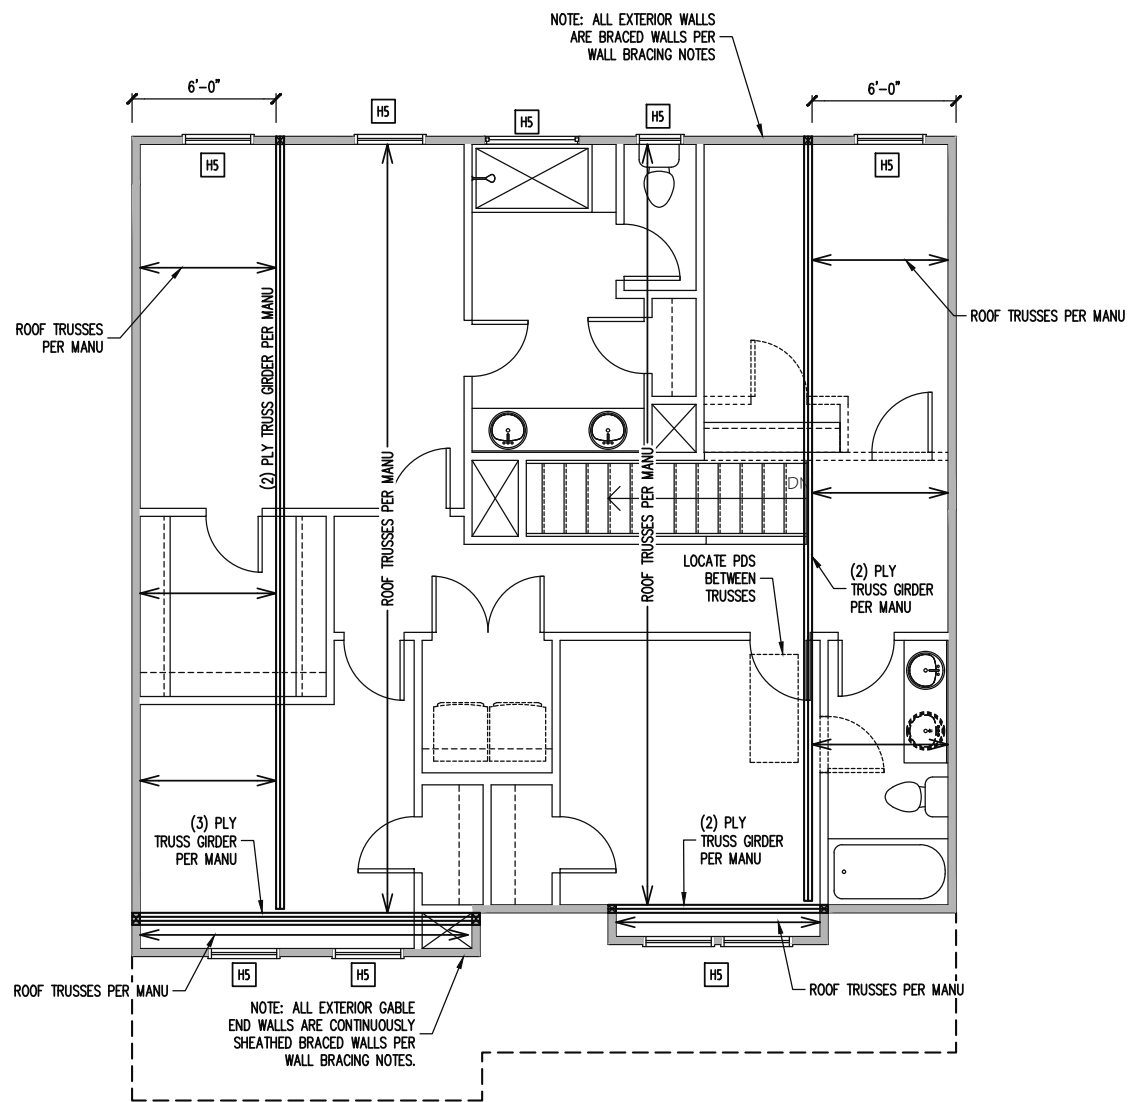 NOTE: ALL EXTERIOR WALLS
ARE BRACED WALLS PER
WALL BRACING NOTES
6'-0"
6'-0"
H5
H5
H5
H5
H5
ROOF TRUSSES
PER MANU
(2) PLY TRUSS GIRDER PER MANU
ROOF TRUSSES PER MANU
ROOF TRUSSES PER MANU
ROOF TRUSSES PER MANU
LOCATE PDS
BETWEEN
TRUSSES
(2) PLY
TRUSS GIRDER
PER MANU
(3) PLY
TRUSS GIRDER
PER MANU
(2) PLY
TRUSS GIRDER
PER MANU
H5
H5
H5
ROOF TRUSSES PER MANU
ROOF TRUSSES PER MANU
NOTE: ALL EXTERIOR GABLE
END WALLS ARE CONTINUOUSLY
SHEATHED BRACED WALLS PER
WALL BRACING NOTES.